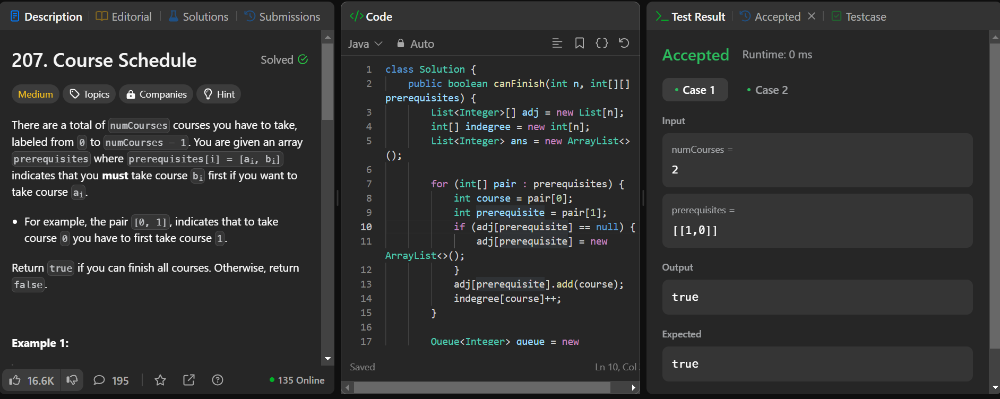 Description
Editorial
Solutions
Submissions
207. Course Schedule
Solved
Medium
Topics
Companies
Hint
There are a total of numCourses courses you have to take,
labeled from 0 to numCourses - 1. You are given an array
prerequisites where prerequisites[i] = [ai, bi]
indicates that you must take course bi first if you want to
take course ai.
• For example, the pair [0, 1], indicates that to take
course 0 you have to first take course 1.
Return true if you can finish all courses. Otherwise, return
false.
Example 1:
16.6K
195
135 Online
</> Code
Java
Auto
1 class Solution {
2 public boolean canFinish(int n, int[][]
prerequisites) {
3 List<Integer>[] adj = new List[n];
4 int[] indegree = new int[n];
5 List<Integer> ans = new ArrayList<>
();
6
7 for (int[] pair : prerequisites) {
8 int course = pair[0];
9 int prerequisite = pair[1];
10 if (adj[prerequisite] == null) {
11 adj[prerequisite] = new
ArrayList<>();
12 }
13 adj[prerequisite].add(course);
14 indegree[course]++;
15 }
16
17 Queue<Integer> queue = new
Saved
Ln 10, Col
Test Result
Accepted
Testcase
Accepted
Runtime: 0 ms
• Case 1
• Case 2
Input
numCourses =
2
prerequisites =
[[1,0]]
Output
true
Expected
true